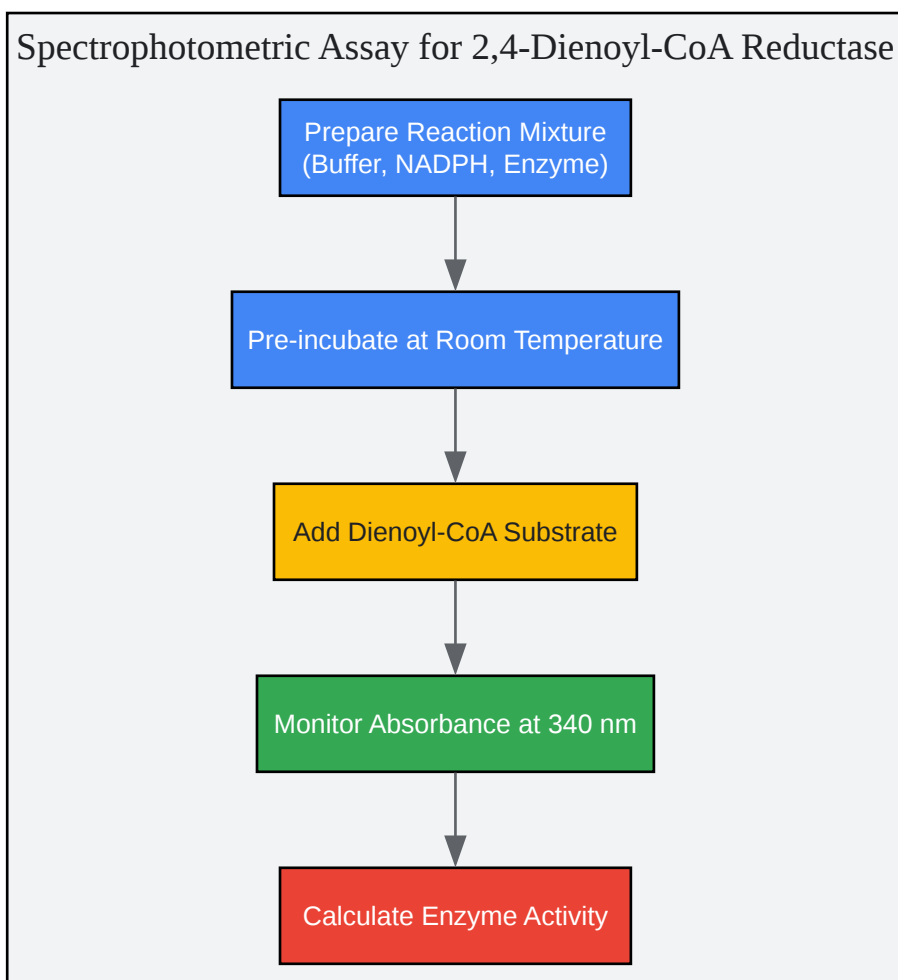 Spectrophotometric Assay for 2,4-Dienoyl-CoA Reductase
Prepare Reaction Mixture
(Buffer, NADPH, Enzyme)
Pre-incubate at Room Temperature
Add Dienoyl-CoA Substrate
Monitor Absorbance at 340 nm
Calculate Enzyme Activity